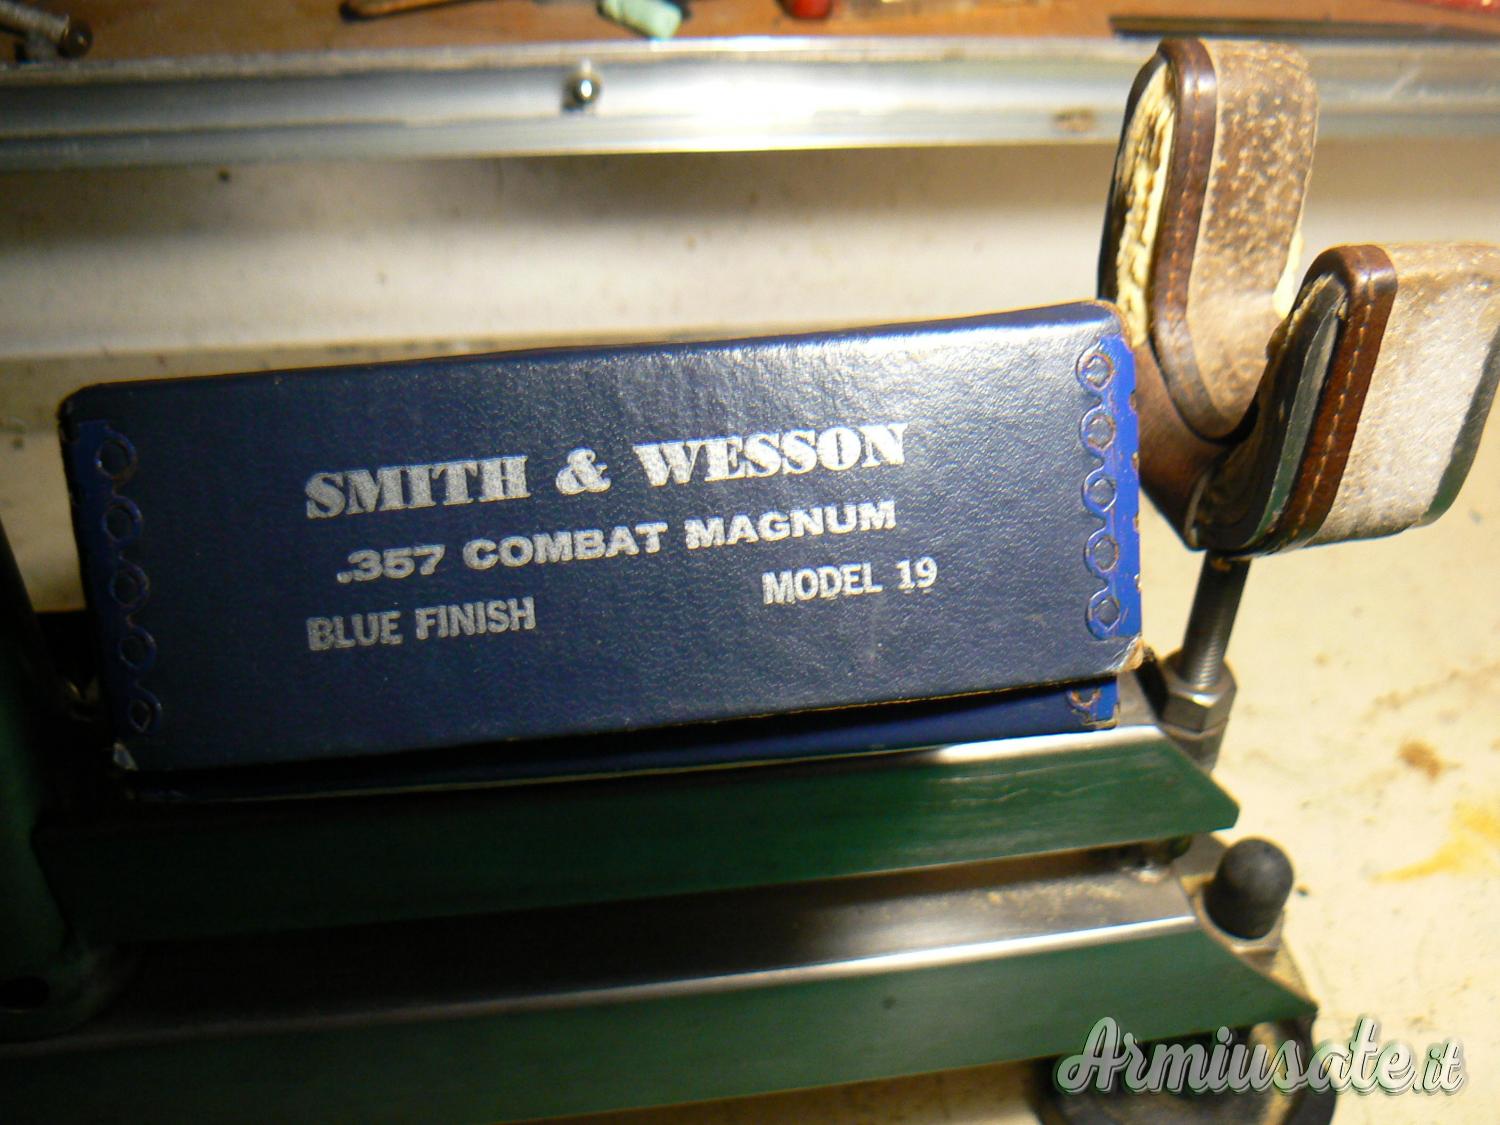 SMITH & WESSON
.357 COMBAT MAGNUM
BLUE FINISH MODEL 19
Armiusate.it